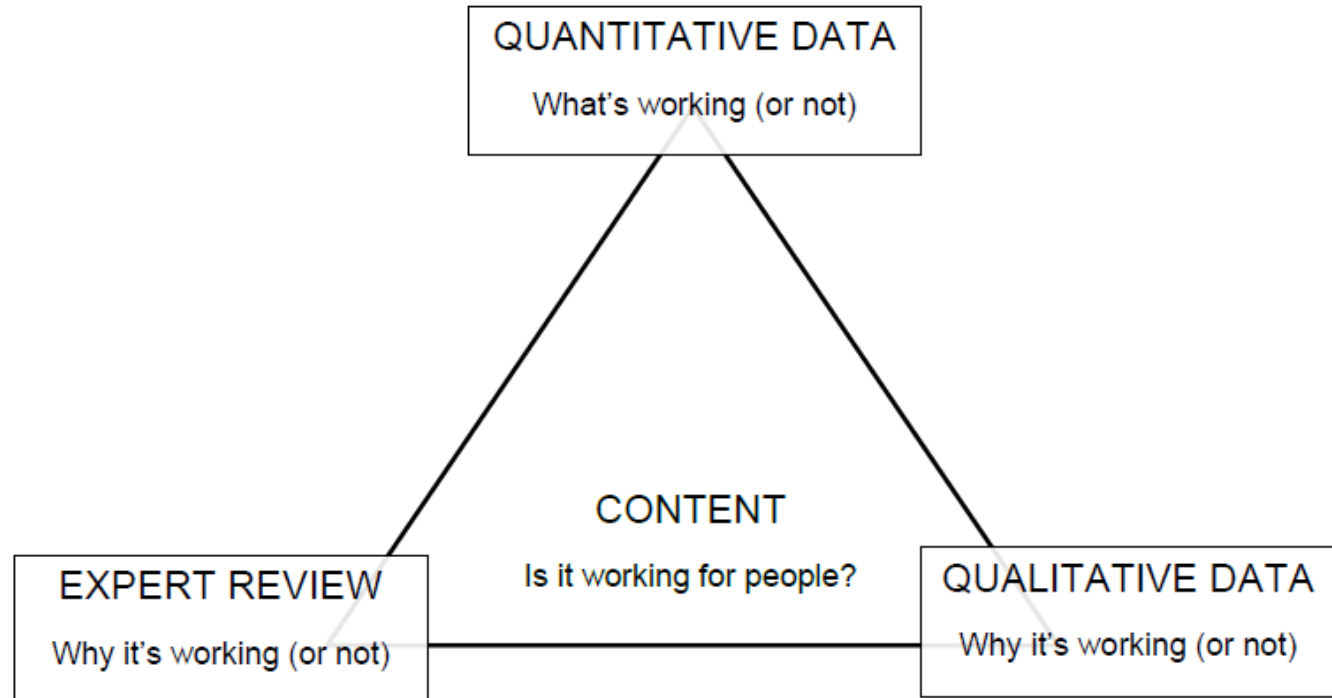 QUANTITATIVE DATA
What's working (or not)
CONTENT
Is it working for people?
EXPERT REVIEW
Why it's working (or not)
QUALITATIVE DATA
Why it's working (or not)